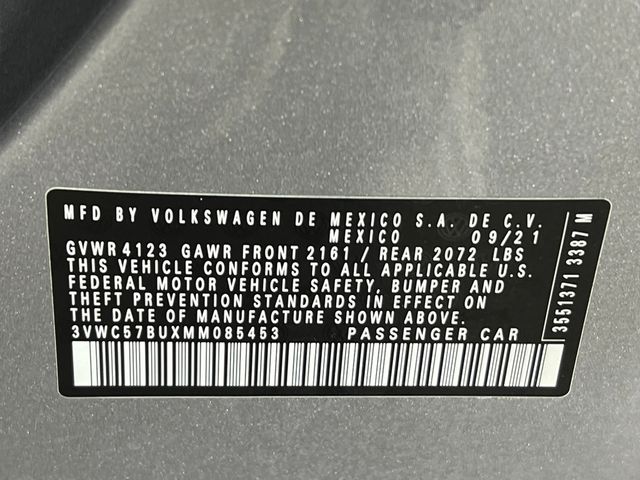 MFD BY VOLKSWAGEN DE MEXICO S.A. DE C.V.
MEXICO 09/21
GVWR 4123 GAWR FRONT 2161 / REAR 2072 LBS
THIS VEHICLE CONFORMS TO ALL APPLICABLE U.S.
FEDERAL MOTOR VEHICLE SAFETY, BUMPER AND
THEFT PREVENTION STANDARDS IN EFFECT ON
THE DATE OF MANUFACTURE SHOWN ABOVE.
3VWC57BUXMM085453 PASSENGER CAR
3551371 3387 M